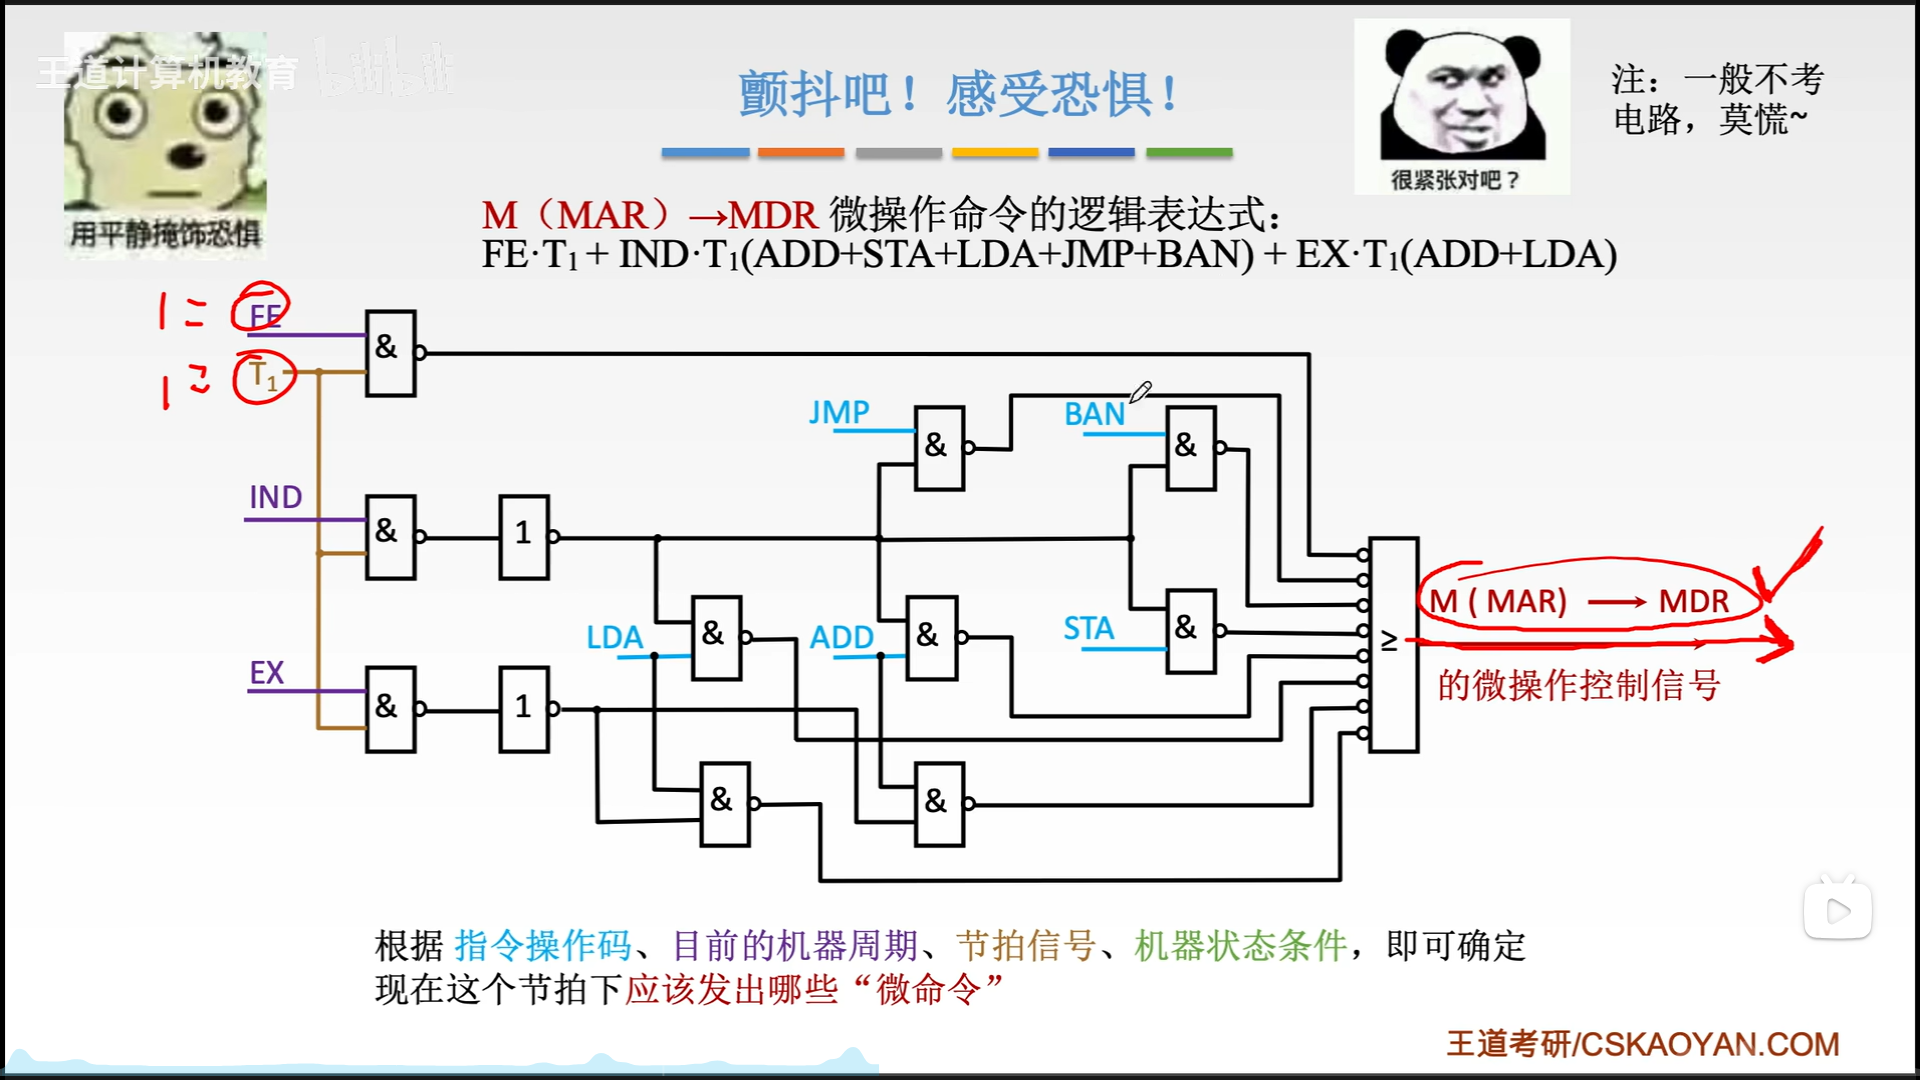 王道计算机教育 bilibili
颤抖吧！感受恐惧！
注：一般不考
电路，莫慌~
很紧张对吧？
用平静掩饰恐惧
M（MAR）→MDR 微操作命令的逻辑表达式：
FE·T₁ + IND·T₁(ADD+STA+LDA+JMP+BAN) + EX·T₁(ADD+LDA)
1 = FE
&
1 = T₁
JMP
&
BAN
&
IND
&
1
LDA
&
ADD
&
STA
&
≥
M ( MAR) → MDR
的微操作控制信号
EX
&
1
&
&
根据 指令操作码、目前的机器周期、节拍信号、机器状态条件，即可确定
现在这个节拍下应该发出哪些“微命令”
王道考研/CSKAOYAN.COM